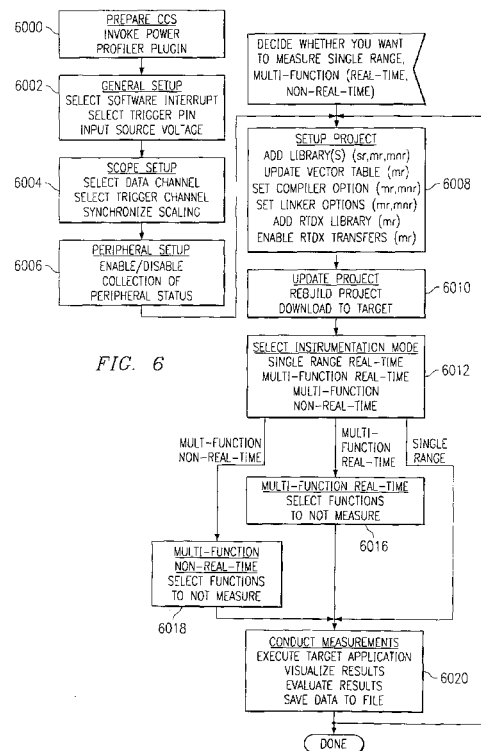 6000
PREPARE CCS
INVOKE POWER
PROFILER PLUGIN
6002
GENERAL SETUP
SELECT SOFTWARE INTERRUPT
SELECT TRIGGER PIN
INPUT SOURCE VOLTAGE
6004
SCOPE SETUP
SELECT DATA CHANNEL
SELECT TRIGGER CHANNEL
SYNCHRONIZE SCALING
6006
PERIPHERAL SETUP
ENABLE/DISABLE
COLLECTION OF
PERIPHERAL STATUS
FIG. 6
DECIDE WHETHER YOU WANT
TO MEASURE SINGLE RANGE,
MULTI-FUNCTION (REAL-TIME,
NON-REAL-TIME)
SETUP PROJECT
ADD LIBRARY(S) (sr,mr,mnr)
UPDATE VECTOR TABLE (mr)
SET COMPILER OPTION (mr,mnr)
SET LINKER OPTIONS (mr,mnr)
ADD RTDX LIBRARY (mr)
ENABLE RTDX TRANSFERS (mr)
6008
UPDATE PROJECT
REBJILD PROJECT
DOWNLOAD TO TARGET
6010
SELECT INSTRUMENTATION MODE
SINGLE RANGE REAL-TIME
MULTI-FUNCTION REAL-TIME
MULTI-FUNCTION
NON-REAL-TIME
6012
MULT-FUNCTION
NON-REAL-TIME
MULTI-
FUNCTION
REAL-TIME
SINGLE
RANGE
MULTI-FUNCTION REAL-TIME
SELECT FUNCTIONS
TO NOT MEASURE
6016
MULTI-FUNCTION
NON-REAL-TIME
SELECT FUNCTIONS
TO NOT MEASURE
6018
CONDUCT MEASUREMENTS
EXECUTE TARGET APPLICATION
VISUALIZE RESULTS
EVALUATE RESULTS
SAVE DATA TO FILE
6020
DONE